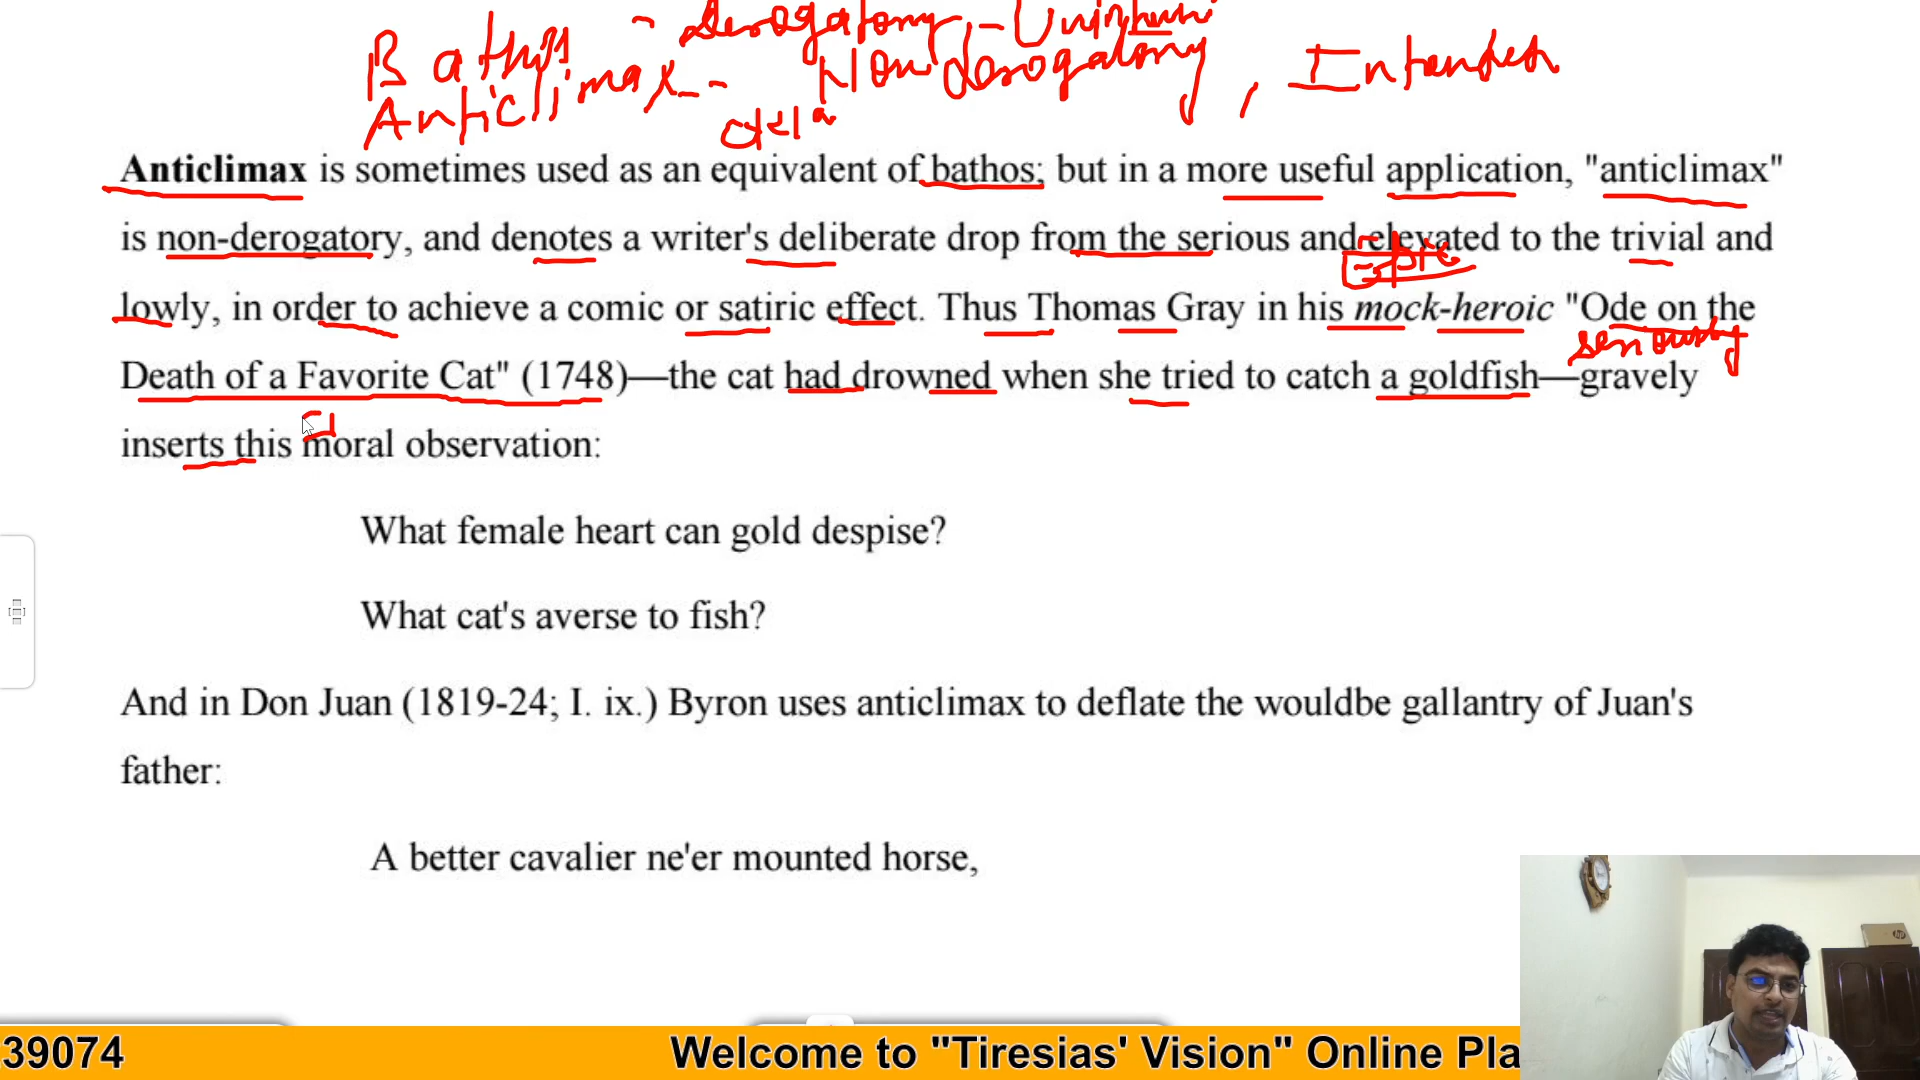 Bathos - derogatory, -
Anticlimax - Non derogatory, Intended
Anticlimax is sometimes used as an equivalent of bathos; but in a more useful application, "anticlimax"
is non-derogatory, and denotes a writer's deliberate drop from the serious and elevated to the trivial and
Epic
lowly, in order to achieve a comic or satiric effect. Thus Thomas Gray in his mock-heroic "Ode on the
seriously
Death of a Favorite Cat" (1748)—the cat had drowned when she tried to catch a goldfish—gravely
inserts this moral observation:
What female heart can gold despise?
What cat's averse to fish?
And in Don Juan (1819-24; I. ix.) Byron uses anticlimax to deflate the wouldbe gallantry of Juan's
father:
A better cavalier ne'er mounted horse,
39074 Welcome to "Tiresias' Vision" Online Pla